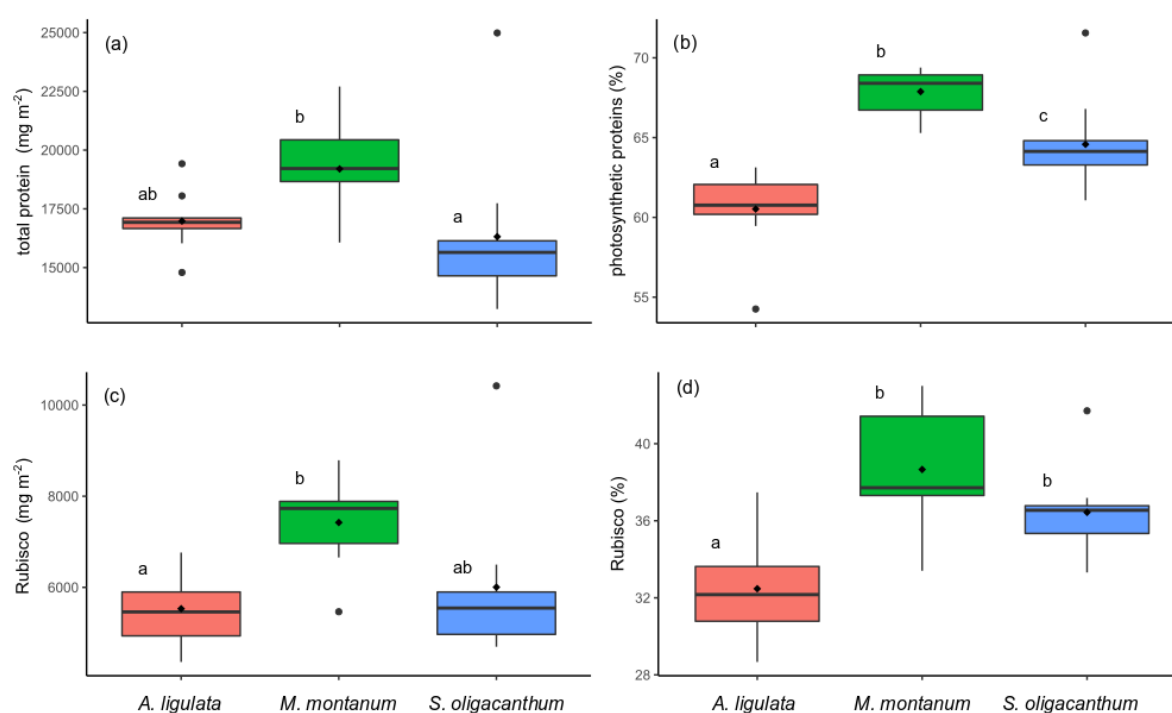 (a)
total protein (mg m-2)
25000
22500
20000
17500
15000
ab
b
a
(b)
photosynthetic proteins (%)
70
65
60
55
a
b
c
(c)
Rubisco (mg m-2)
10000
8000
6000
a
b
ab
A. ligulata M. montanum S. oligacanthum
(d)
Rubisco (%)
40
36
32
28
a
b
b
A. ligulata M. montanum S. oligacanthum